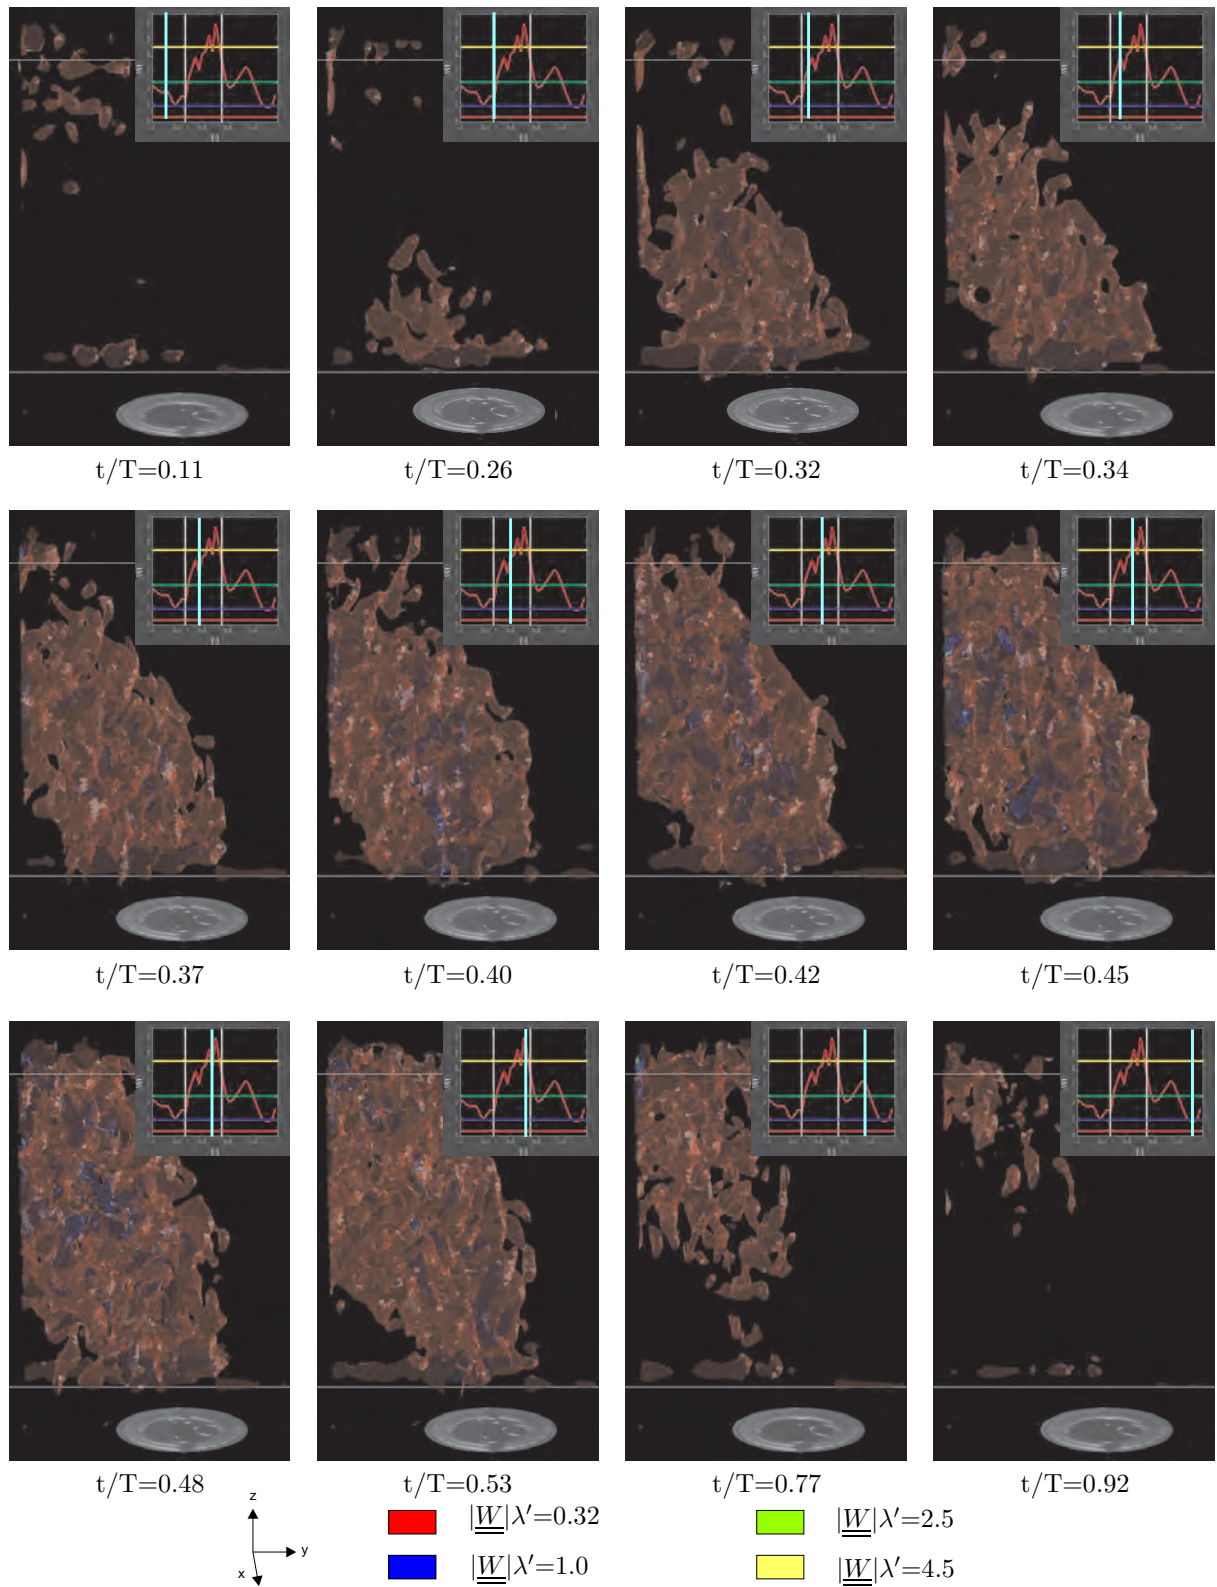 t/T=0.11
t/T=0.26
t/T=0.32
t/T=0.34
t/T=0.37
t/T=0.40
t/T=0.42
t/T=0.45
t/T=0.48
t/T=0.53
t/T=0.77
t/T=0.92
z
y
x
|W|λ′=0.32
|W|λ′=2.5
|W|λ′=1.0
|W|λ′=4.5